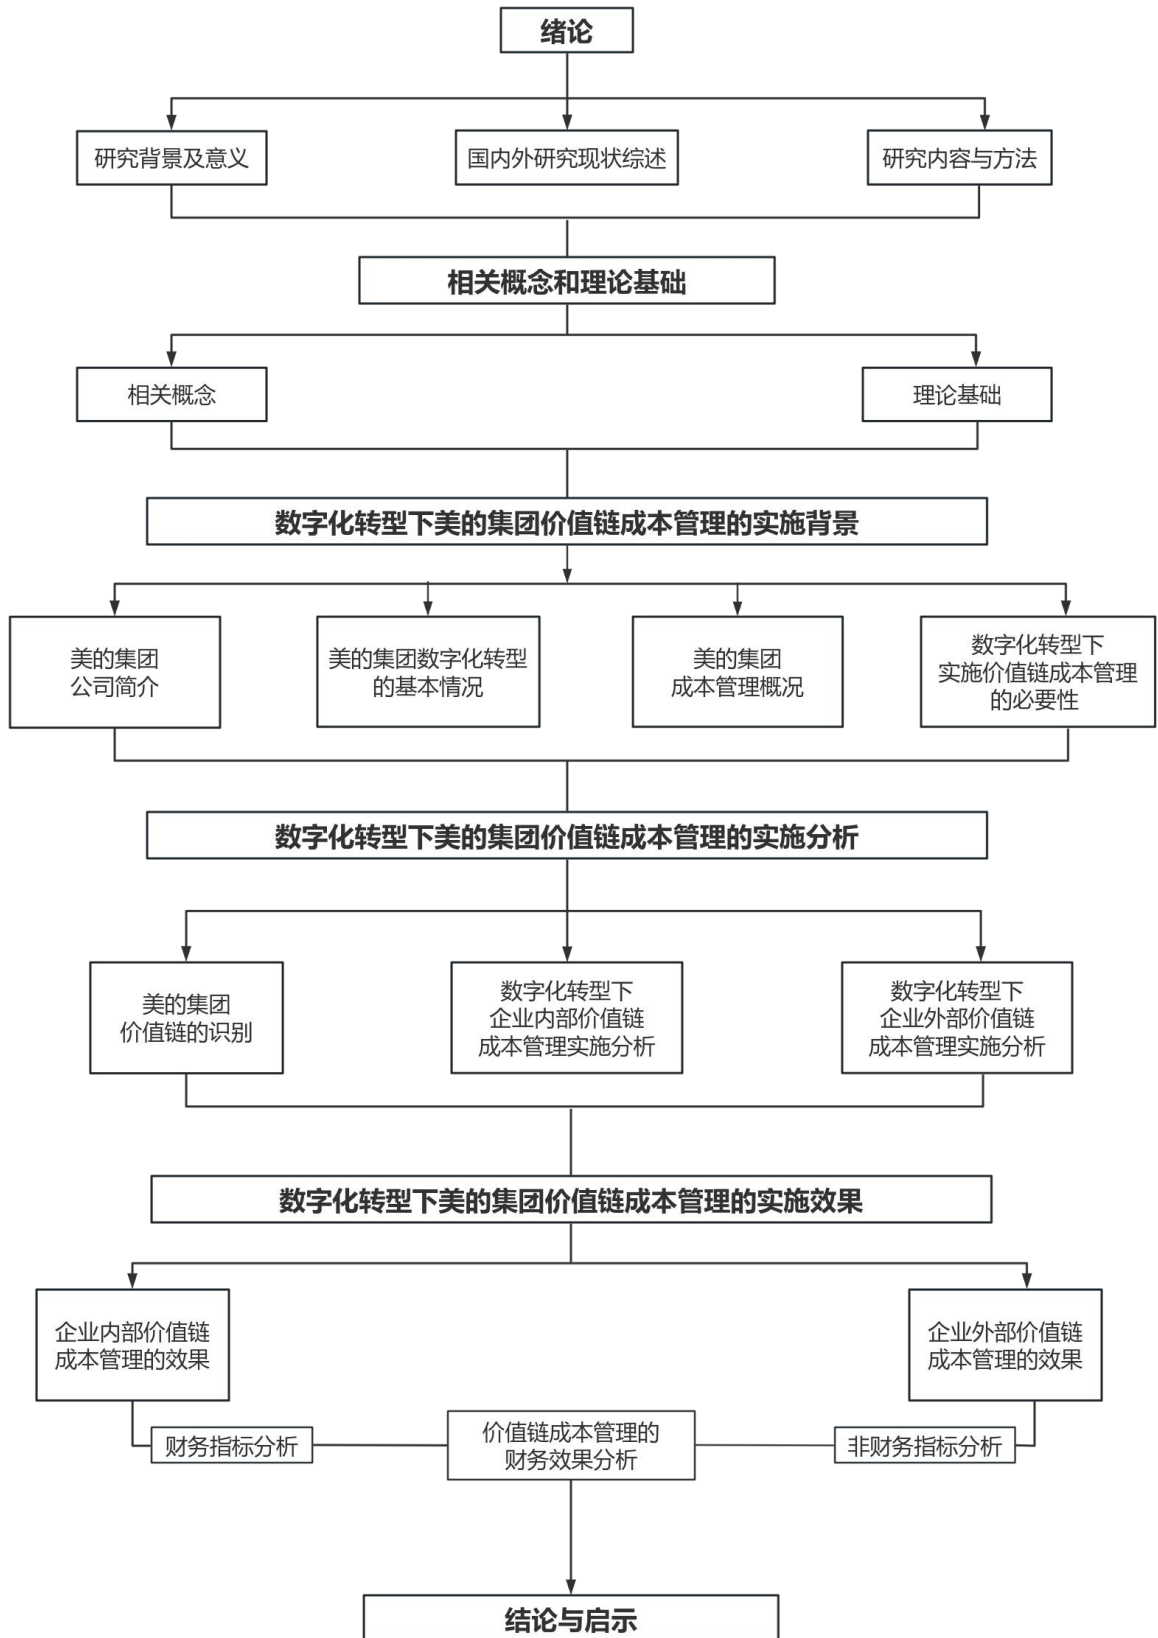 绪论
研究背景及意义
国内外研究现状综述
研究内容与方法
相关概念和理论基础
相关概念
理论基础
数字化转型下美的集团价值链成本管理的实施背景
美的集团
公司简介
美的集团数字化转型
的基本情况
美的集团
成本管理概况
数字化转型下
实施价值链成本管理
的必要性
数字化转型下美的集团价值链成本管理的实施分析
美的集团
价值链的识别
数字化转型下
企业内部价值链
成本管理实施分析
数字化转型下
企业外部价值链
成本管理实施分析
数字化转型下美的集团价值链成本管理的实施效果
企业内部价值链
成本管理的效果
企业外部价值链
成本管理的效果
财务指标分析
价值链成本管理的
财务效果分析
非财务指标分析
结论与启示